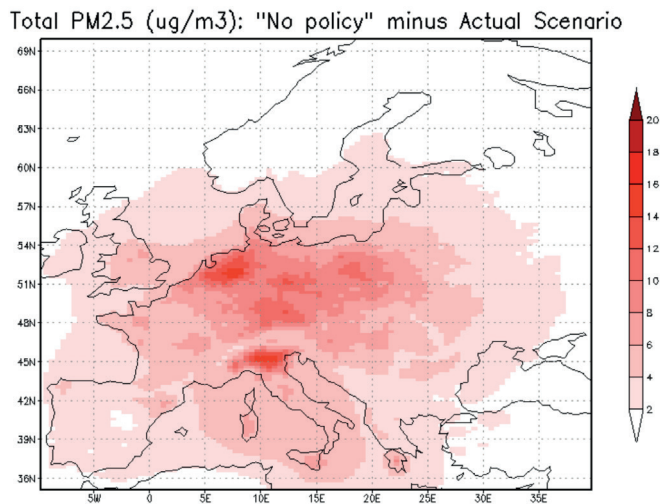 Total PM2.5 (ug/m3): "No policy" minus Actual Scenario
69N
66N
63N
60N
57N
54N
51N
48N
45N
42N
39N
36N
5W
0
5E
10E
15E
20E
25E
30E
35E
20
18
16
14
12
10
8
6
4
2